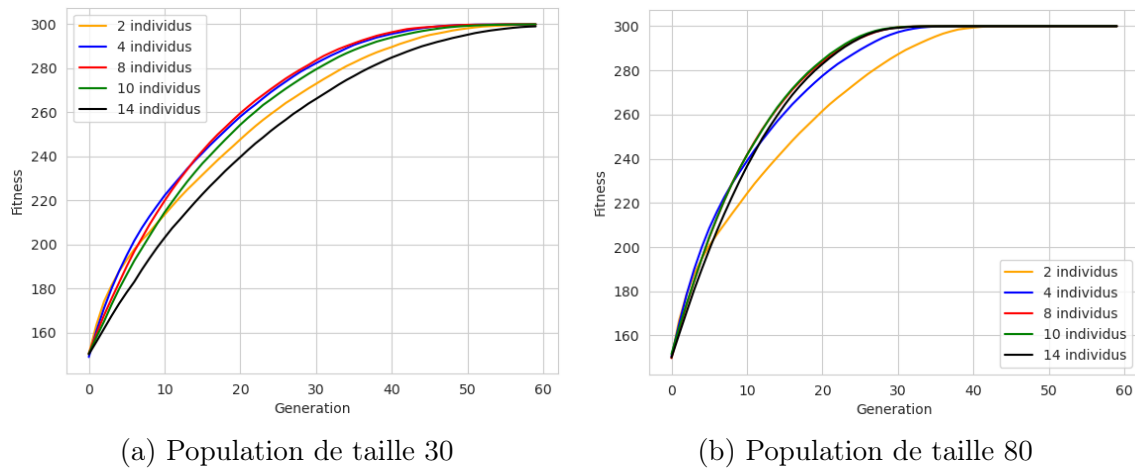 300
280
260
240
220
200
180
160
Fitness
2 individus
4 individus
8 individus
10 individus
14 individus
0 10 20 30 40 50 60
Generation
(a) Population de taille 30
300
280
260
240
220
200
180
160
Fitness
2 individus
4 individus
8 individus
10 individus
14 individus
0 10 20 30 40 50 60
Generation
(b) Population de taille 80